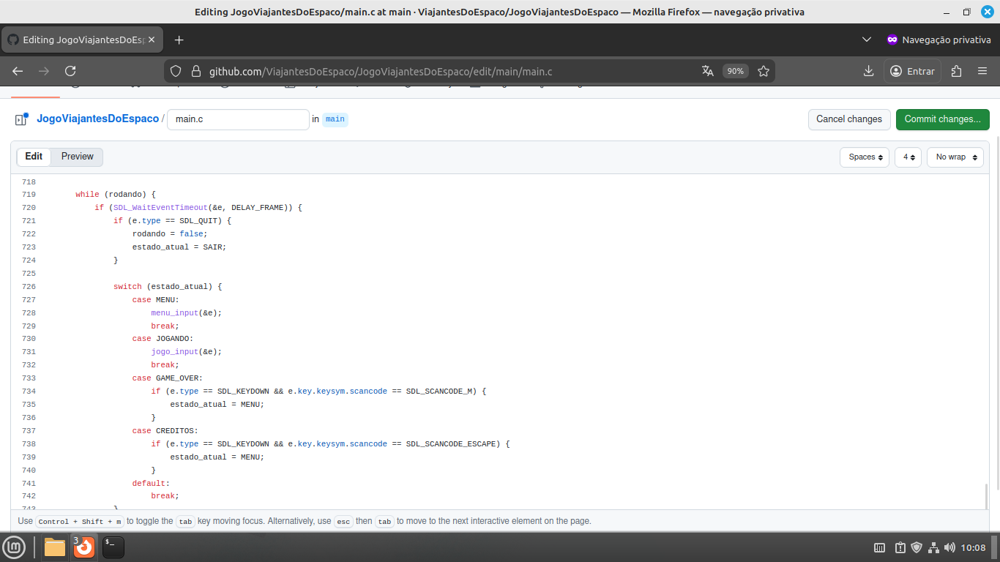 Editing JogoViajantesDoEspaco/main.c at main · ViajantesDoEspaco/JogoViajantesDoEspaco — Mozilla Firefox — navegação privativa
Editing JogoViajantesDoEsp
Navegação privativa
github.com/ViajantesDoEspaco/JogoViajantesDoEspaco/edit/main/main.c
90%
Entrar
JogoViajantesDoEspaco / main.c in main
Cancel changes
Commit changes...
Edit
Preview
Spaces
4
No wrap
718
719 while (rodando) {
720 if (SDL_WaitEventTimeout(&e, DELAY_FRAME)) {
721 if (e.type == SDL_QUIT) {
722 rodando = false;
723 estado_atual = SAIR;
724 }
725
726 switch (estado_atual) {
727 case MENU:
728 menu_input(&e);
729 break;
730 case JOGANDO:
731 jogo_input(&e);
732 break;
733 case GAME_OVER:
734 if (e.type == SDL_KEYDOWN && e.key.keysym.scancode == SDL_SCANCODE_M) {
735 estado_atual = MENU;
736 }
737 case CREDITOS:
738 if (e.type == SDL_KEYDOWN && e.key.keysym.scancode == SDL_SCANCODE_ESCAPE) {
739 estado_atual = MENU;
740 }
741 default:
742 break;
743 }
Use Control + Shift + m to toggle the tab key moving focus. Alternatively, use esc then tab to move to the next interactive element on the page.
3
$_
10:08